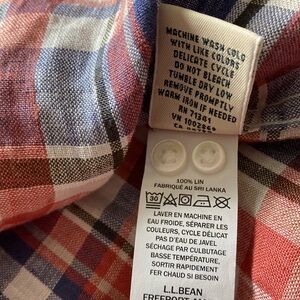 MACHINE WASH COLD
WITH LIKE COLORS
DELICATE CYCLE
DO NOT BLEACH
TUMBLE DRY LOW
REMOVE PROMPTLY
WARM IRON IF NEEDED
RN 71341
100% LIN
FABRIQUÉ AU SRI LANKA
30
LAVER EN MACHINE EN
EAU FROIDE, SÉPARER LES
COULEURS, CYCLE DÉLICAT
PAS D'EAU DE JAVEL
SÉCHAGE PAR CULBUTAGE
BASSE TEMPÉRATURE,
SORTIR RAPIDEMENT
FER CHAUD SI BESOIN
L.L.BEAN
FREEPORT,